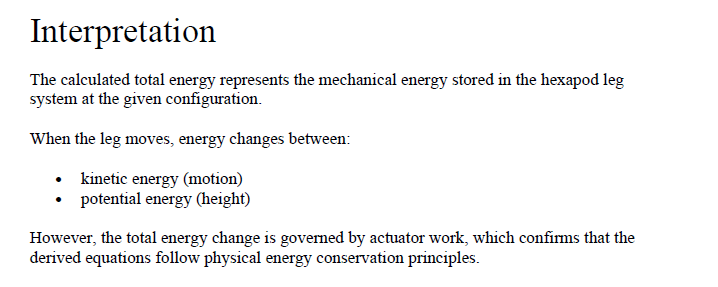 Interpretation
The calculated total energy represents the mechanical energy stored in the hexapod leg
system at the given configuration.
When the leg moves, energy changes between:
• kinetic energy (motion)
• potential energy (height)
However, the total energy change is governed by actuator work, which confirms that the
derived equations follow physical energy conservation principles.